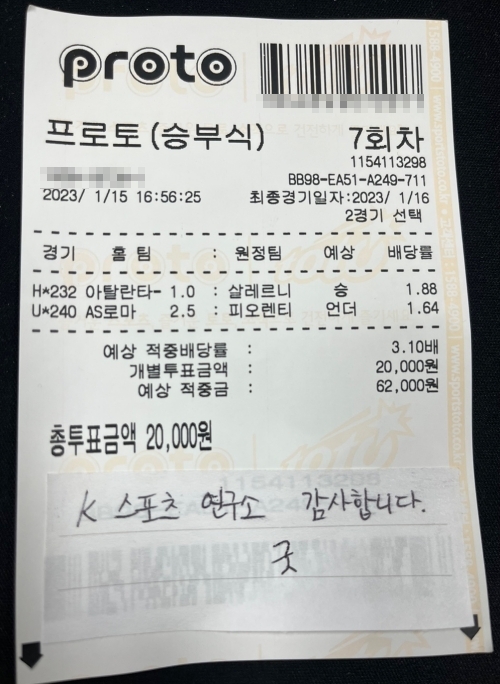 proto
프로토(승부식) 7회차
1154113298
BB98-EA51-A249-711
2023/ 1/15 16:56:25 최종경기일자:2023/ 1/16
2경기 선택
경기 홈팀 : 원정팀 예상 배당률
H*232 아탈란타- 1.0 : 살레르니 승 1.88
U*240 AS로마 2.5 : 피오렌티 언더 1.64
예상 적중배당률 : 3.10배
개별투표금액 : 20,000원
예상 적중금 : 62,000원
총투표금액 20,000원
1154113298
K 스포츠 연구소 감사합니다.
굿